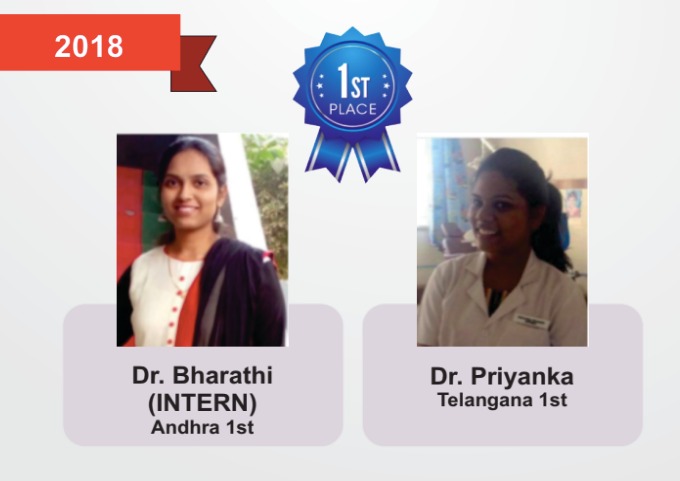 2018
1ST
PLACE
Dr. Bharathi
(INTERN)
Andhra 1st
Dr. Priyanka
Telangana 1st